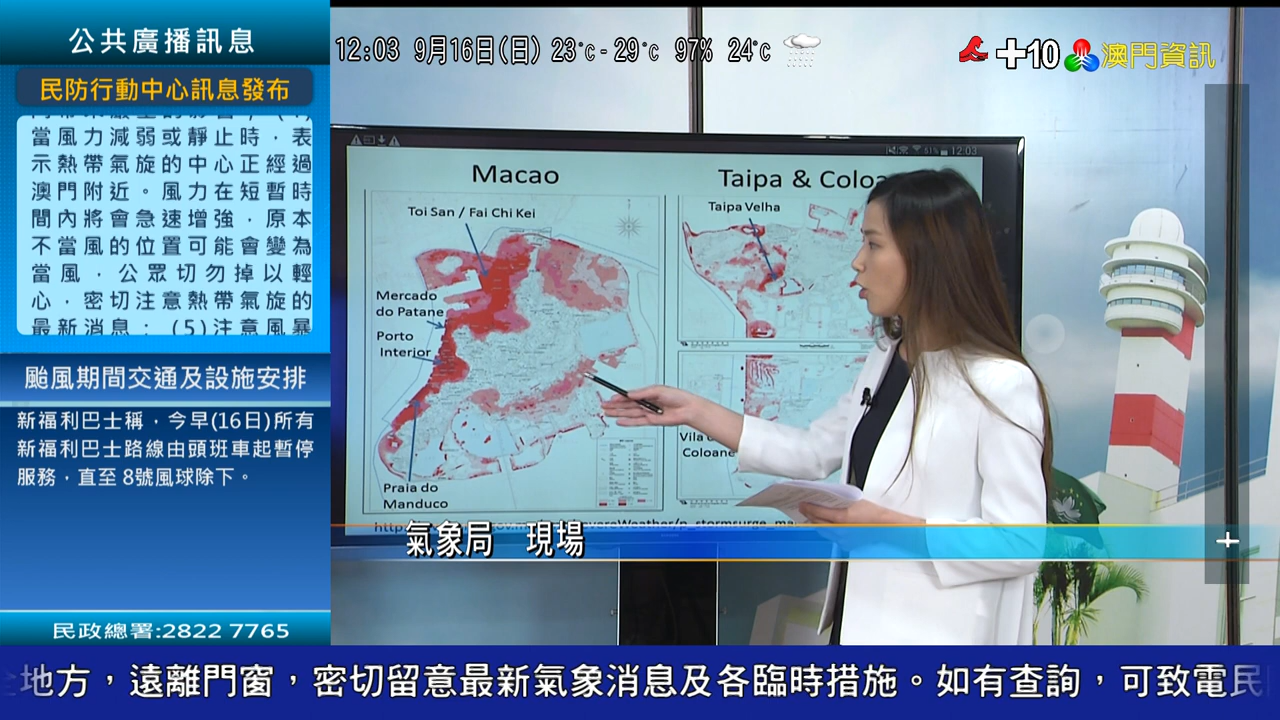 公共廣播訊息
民防行動中心訊息發布
當風力減弱或靜止時，表
示熱帶氣旋的中心正經過
澳門附近。風力在短暫時
間內將會急速增強，原本
不當風的位置可能會變為
當風，公眾切勿掉以輕
心，密切注意熱帶氣旋的
最新消息；(5)注意風暴
颱風期間交通及設施安排
新福利巴士稱，今早(16日)所有
新福利巴士路線由頭班車起暫停
服務，直至 8號風球除下。
民政總署:2822 7765
12:03 9月16日(日) 23°c - 29°c 97% 24°c
+10 澳門資訊
61% 12:03
Macao
Toi San / Fai Chi Kei
Mercado
do Patane
Porto
Interior
Praia do
Manduco
Taipa & Coloa
Taipa Velha
Vila
Coloane
氣象局 現場
+
地方，遠離門窗，密切留意最新氣象消息及各臨時措施。如有查詢，可致電民